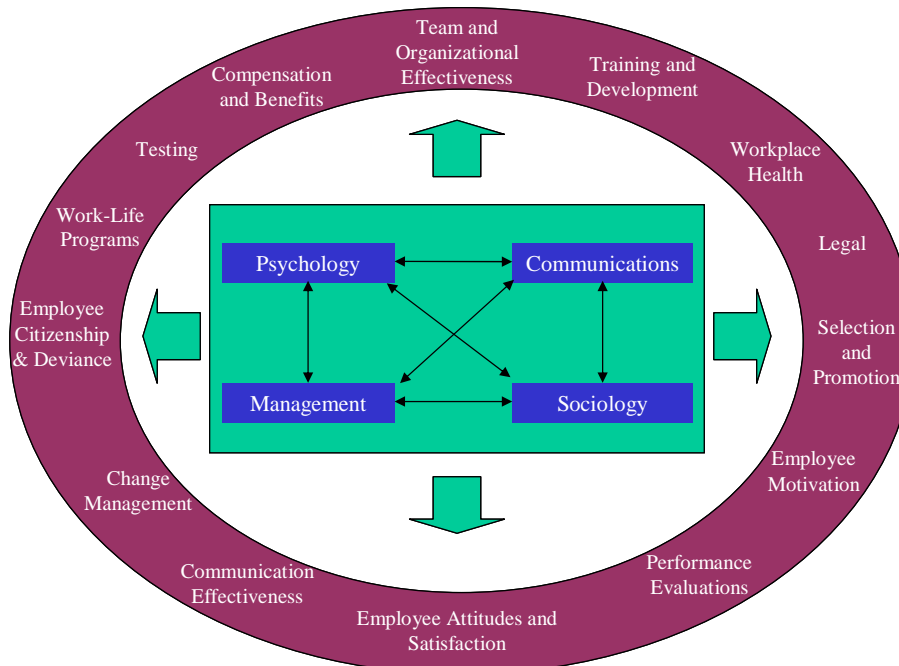 Team and
Organizational
Effectiveness
Training and
Development
Workplace
Health
Legal
Selection
and
Promotion
Employee
Motivation
Performance
Evaluations
Employee Attitudes and
Satisfaction
Communication
Effectiveness
Change
Management
Employee
Citizenship
& Deviance
Work-Life
Programs
Testing
Compensation
and Benefits
Psychology
Communications
Management
Sociology